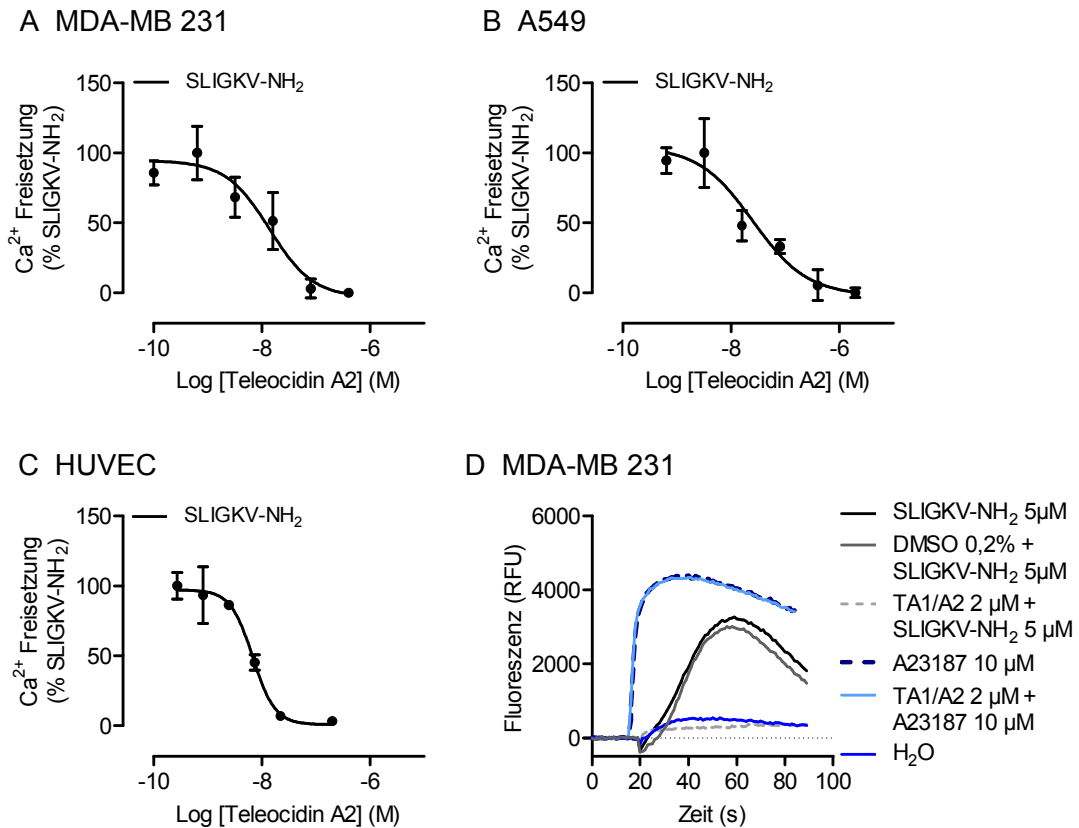 A MDA-MB 231
SLIGKV-NH₂
Ca²⁺ Freisetzung
(% SLIGKV-NH₂)
150
100
50
0
-10 -8 -6
Log [Teleocidin A2] (M)
B A549
SLIGKV-NH₂
Ca²⁺ Freisetzung
(% SLIGKV-NH₂)
150
100
50
0
-10 -8 -6
Log [Teleocidin A2] (M)
C HUVEC
SLIGKV-NH₂
Ca²⁺ Freisetzung
(% SLIGKV-NH₂)
150
100
50
0
-10 -8 -6
Log [Teleocidin A2] (M)
D MDA-MB 231
Fluoreszenz (RFU)
6000
4000
2000
0
0 20 40 60 80 100
Zeit (s)
SLIGKV-NH₂ 5µM
DMSO 0,2% +
SLIGKV-NH₂ 5µM
TA1/A2 2 µM +
SLIGKV-NH₂ 5 µM
A23187 10 µM
TA1/A2 2 µM +
A23187 10 µM
H₂O